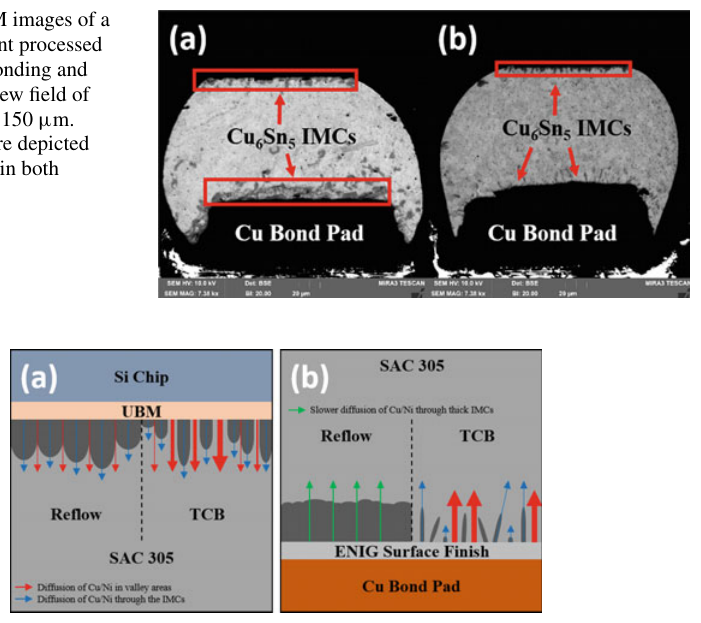 M images of a
nt processed
onding and
ew field of
150 μm.
re depicted
in both
(a)
Cu6Sn5 IMCs
Cu Bond Pad
SEM HV: 10.0 kV Det: BSE
SEM MAG: 7.38 kx BI: 20.00 20 μm
(b)
Cu6Sn5 IMCs
Cu Bond Pad
SEM HV: 10.0 kV Det: BSE MIRA3 TESCAN
SEM MAG: 7.38 kx BI: 20.00 20 μm
(a)
Si Chip
UBM
Reflow
TCB
SAC 305
Diffusion of Cu/Ni in valley areas
Diffusion of Cu/Ni through the IMCs
(b)
SAC 305
Slower diffusion of Cu/Ni through thick IMCs
Reflow
TCB
ENIG Surface Finish
Cu Bond Pad